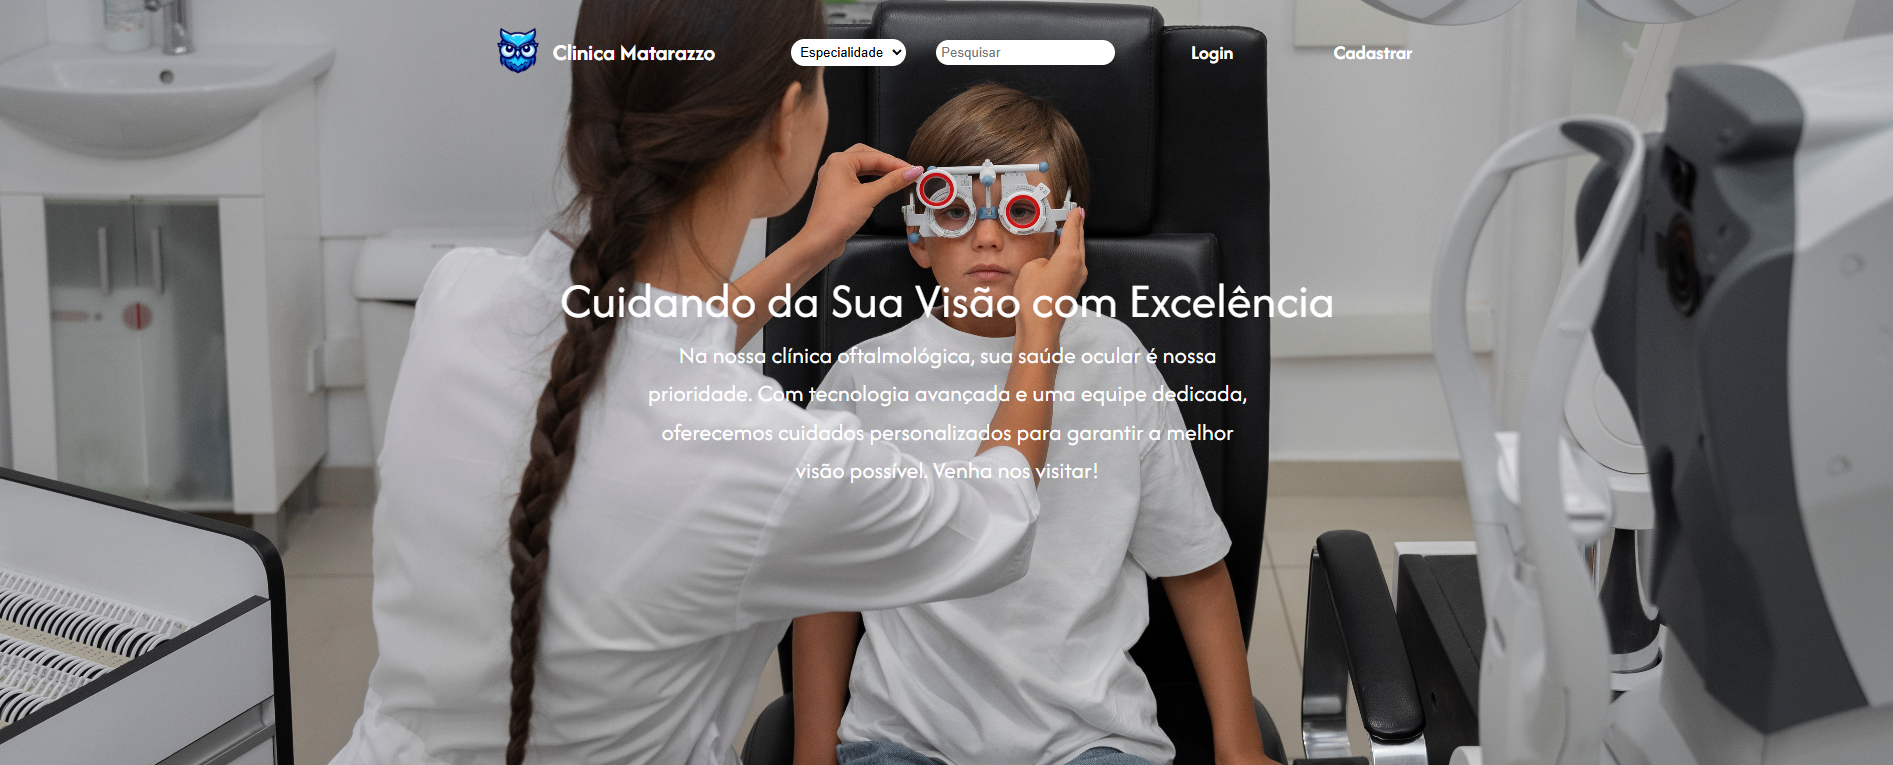 Clinica Matarazzo
Especialidade
Pesquisar
Login
Cadastrar
Cuidando da Sua Visão com Excelência
Na nossa clínica oftalmológica, sua saúde ocular é nossa
prioridade. Com tecnologia avançada e uma equipe dedicada,
oferecemos cuidados personalizados para garantir a melhor
visão possível. Venha nos visitar!